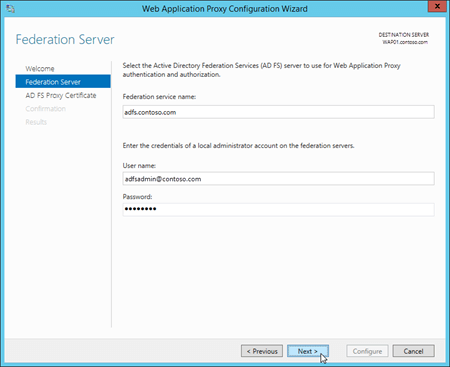 Web Application Proxy Configuration Wizard
x
Federation Server
DESTINATION SERVER
WAP01.contoso.com
Welcome
Federation Server
AD FS Proxy Certificate
Confirmation
Results
Select the Active Directory Federation Services (AD FS) server to use for Web Application Proxy
authentication and authorization.
Federation service name:
adfs.contoso.com
Enter the credentials of a local administrator account on the federation servers.
User name:
adfsadmin@contoso.com
Password:
••••••••
< Previous
Next >
Configure
Cancel